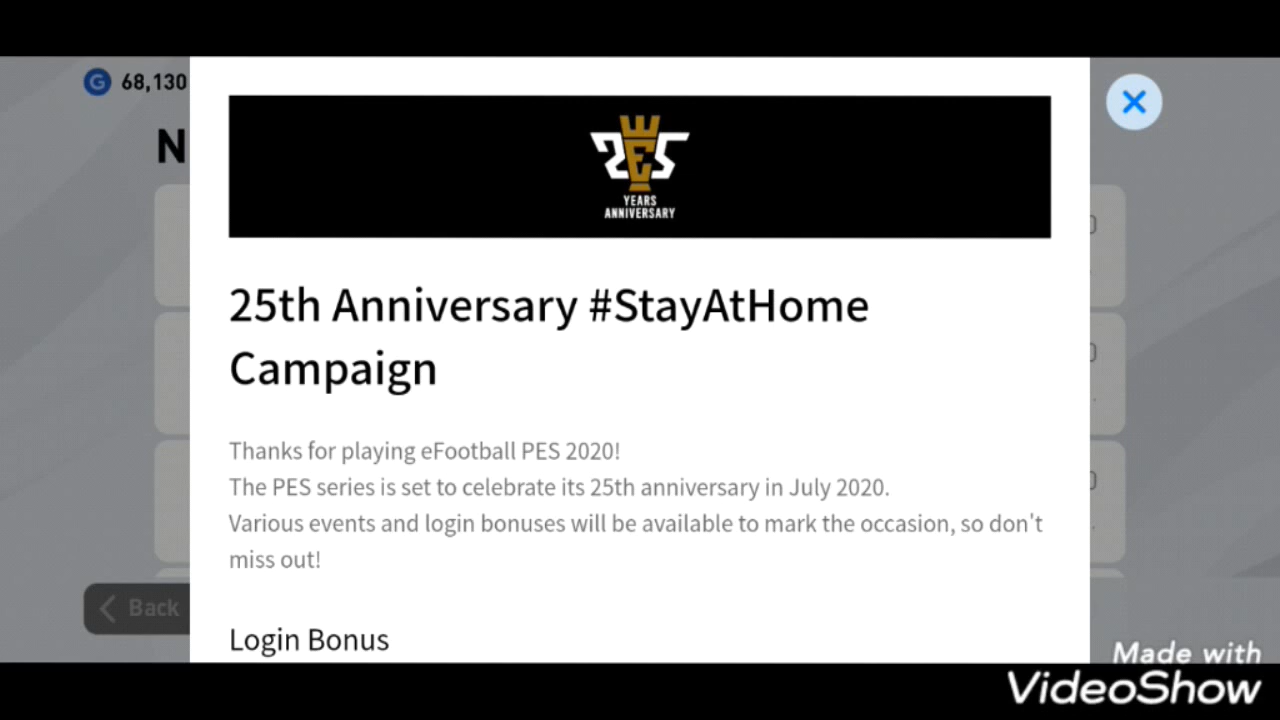 G 68,130
N
25
YEARS
ANNIVERSARY
25th Anniversary #StayAtHome
Campaign
Thanks for playing eFootball PES 2020!
The PES series is set to celebrate its 25th anniversary in July 2020.
Various events and login bonuses will be available to mark the occasion, so don't
miss out!
Back
Login Bonus
Made with
VideoShow